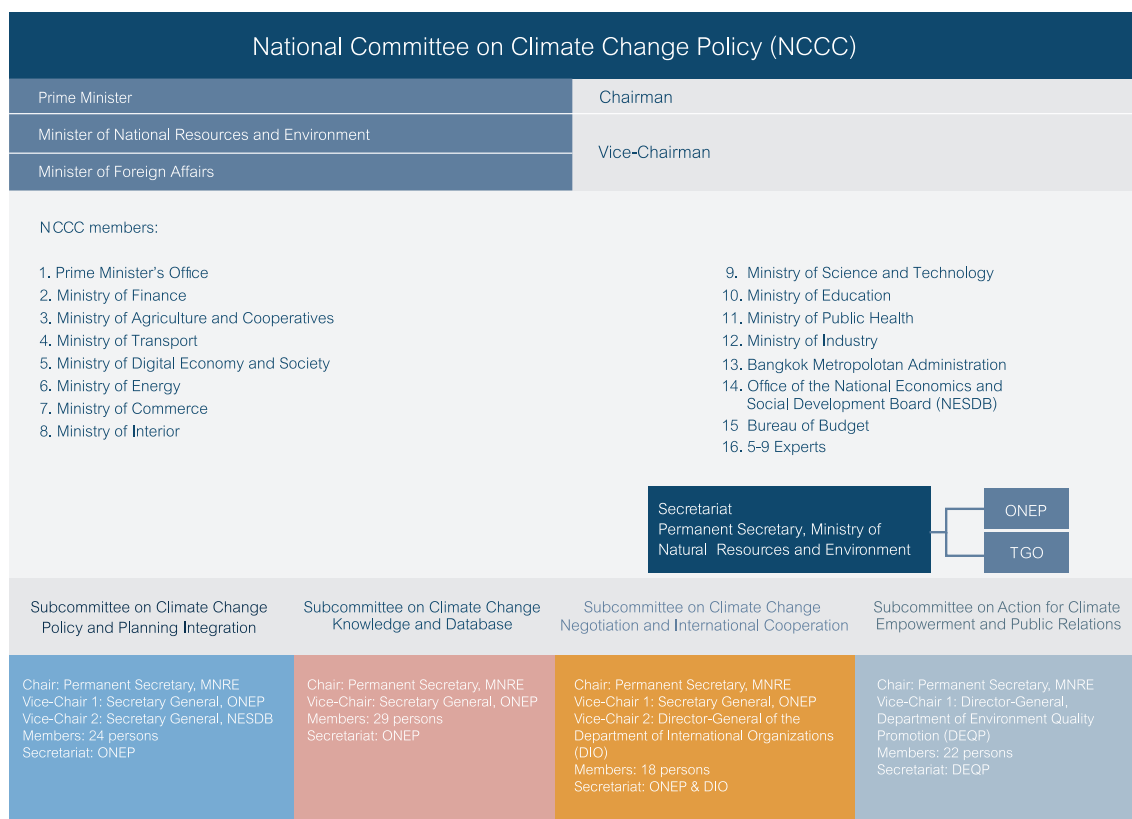 National Committee on Climate Change Policy (NCCC)
Prime Minister
Chairman
Minister of National Resources and Environment
Vice-Chairman
Minister of Foreign Affairs
NCCC members:
1. Prime Minister's Office
2. Ministry of Finance
3. Ministry of Agriculture and Cooperatives
4. Ministry of Transport
5. Ministry of Digital Economy and Society
6. Ministry of Energy
7. Ministry of Commerce
8. Ministry of Interior
9. Ministry of Science and Technology
10. Ministry of Education
11. Ministry of Public Health
12. Ministry of Industry
13. Bangkok Metropolotan Administration
14. Office of the National Economics and
Social Development Board (NESDB)
15 Bureau of Budget
16. 5-9 Experts
Secretariat
Permanent Secretary, Ministry of
Natural Resources and Environment
ONEP
TGO
Subcommittee on Climate Change
Policy and Planning Integration
Chair: Permanent Secretary, MNRE
Vice-Chair 1: Secretary General, ONEP
Vice-Chair 2: Secretary General, NESDB
Members: 24 persons
Secretariat: ONEP
Subcommittee on Climate Change
Knowledge and Database
Chair: Permanent Secretary, MNRE
Vice-Chair: Secretary General, ONEP
Members: 29 persons
Secretariat: ONEP
Subcommittee on Climate Change
Negotiation and International Cooperation
Chair: Permanent Secretary, MNRE
Vice-Chair 1: Secretary General, ONEP
Vice-Chair 2: Director-General of the
Department of International Organizations
(DIO)
Members: 18 persons
Secretariat: ONEP & DIO
Subcommittee on Action for Climate
Empowerment and Public Relations
Chair: Permanent Secretary, MNRE
Vice-Chair 1: Director-General,
Department of Environment Quality
Promotion (DEQP)
Members: 22 persons
Secretariat: DEQP